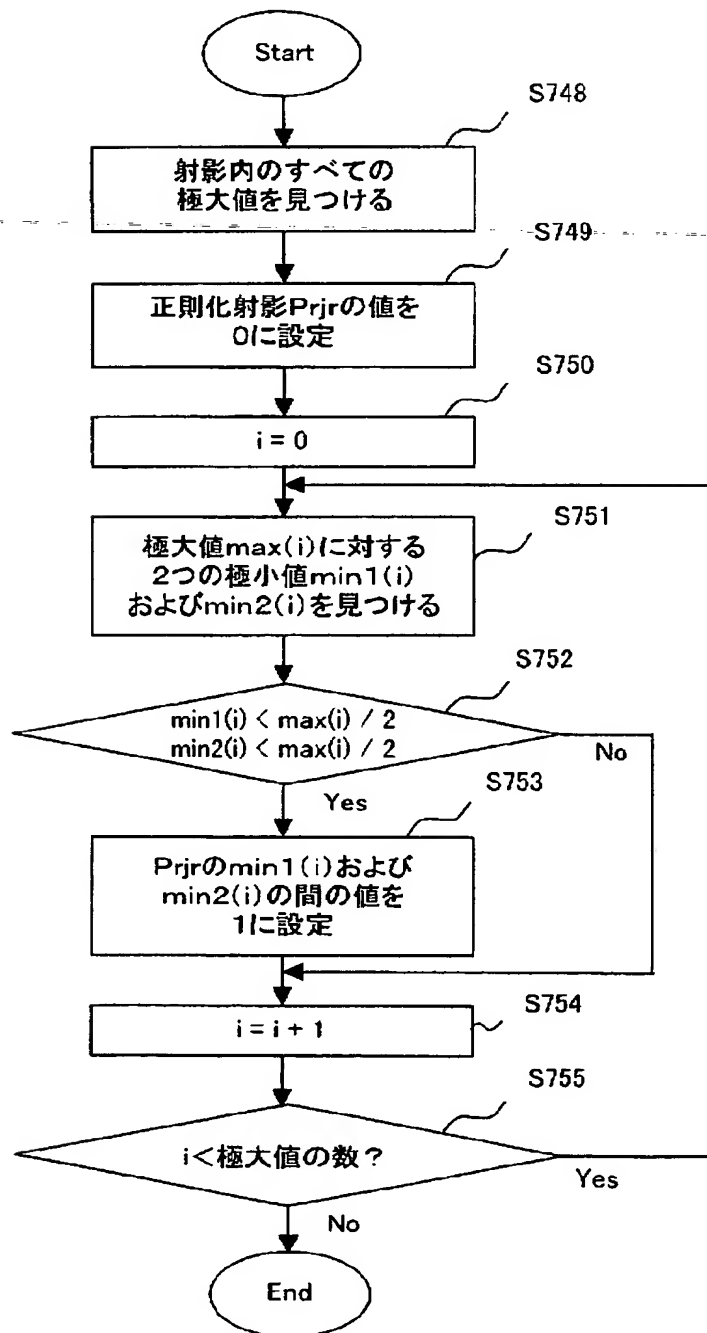 Start
S748
射影内のすべての
極大値を見つける
S749
正則化射影Prjrの値を
0に設定
S750
i = 0
S751
極大値max(i)に対する
2つの極小値min1(i)
およびmin2(i)を見つける
S752
min1(i) < max(i) / 2
min2(i) < max(i) / 2
No
Yes
S753
Prjrのmin1(i)および
min2(i)の間の値を
1に設定
S754
i = i + 1
S755
i<極大値の数?
Yes
No
End